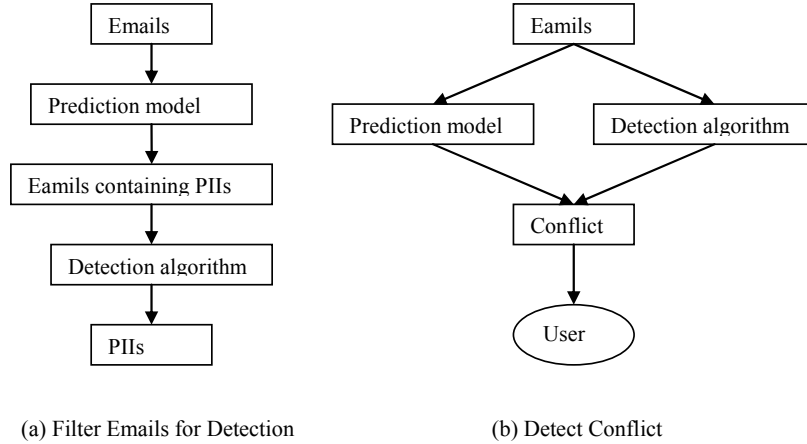 Emails
Prediction model
Eamils containing PIIs
Detection algorithm
PIIs
(a) Filter Emails for Detection
Eamils
Prediction model
Detection algorithm
Conflict
User
(b) Detect Conflict